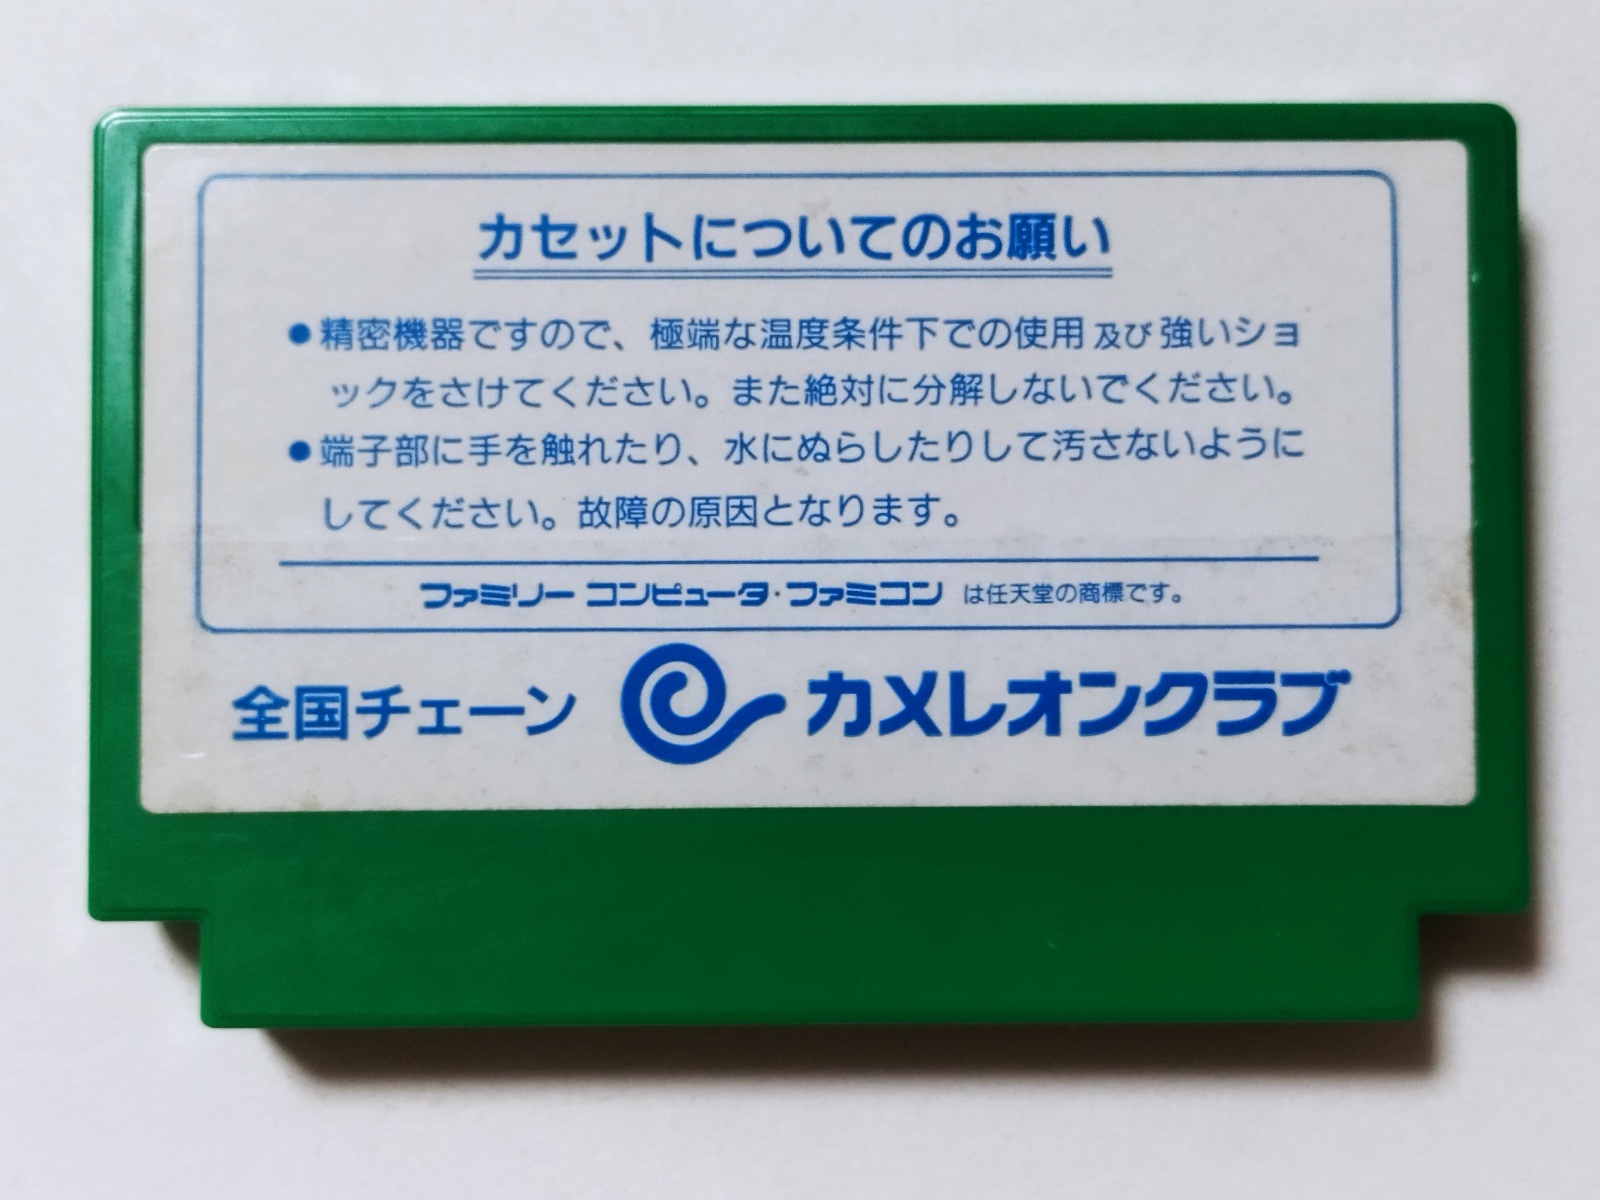 カセットについてのお願い
●精密機器ですので、極端な温度条件下での使用及び強いショ
ックをさけてください。また絶対に分解しないでください。
●端子部に手を触れたり、水にぬらしたりして汚さないように
してください。故障の原因となります。
ファミリー コンピュータ・ファミコン は任天堂の商標です。
全国チェーン カメレオンクラブ